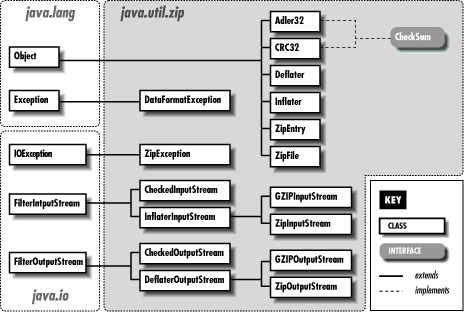 java.lang
java.util.zip
Object
Exception
Adler32
CRC32
Deflater
Inflater
ZipEntry
ZipFile
CheckSum
DataFormatException
IOException
ZipException
FilterIntputStream
CheckedInputStream
InflaterInputStream
GZIPInputStream
ZipInputStream
FilterOutputStream
CheckedOutputStream
DeflaterOutputStream
GZIPOutputStream
ZipOutputStream
java.io
KEY
CLASS
INTERFACE
extends
implements